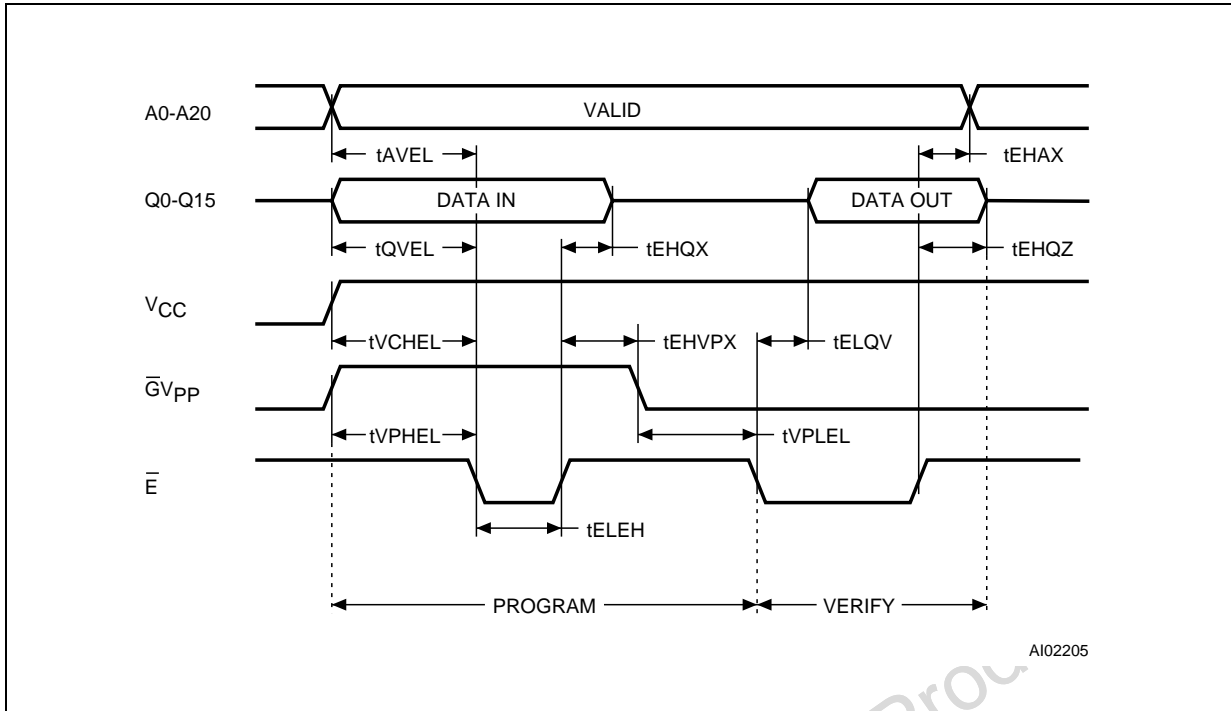 A0-A20
VALID
tAVEL
tEHAX
Q0-Q15
DATA IN
DATA OUT
tQVEL
tEHQX
tEHQZ
VCC
tVCHEL
tEHVPX
tELQV
G̅VPP
tVPHEL
tVPLEL
E̅
tELEH
PROGRAM
VERIFY
AI02205